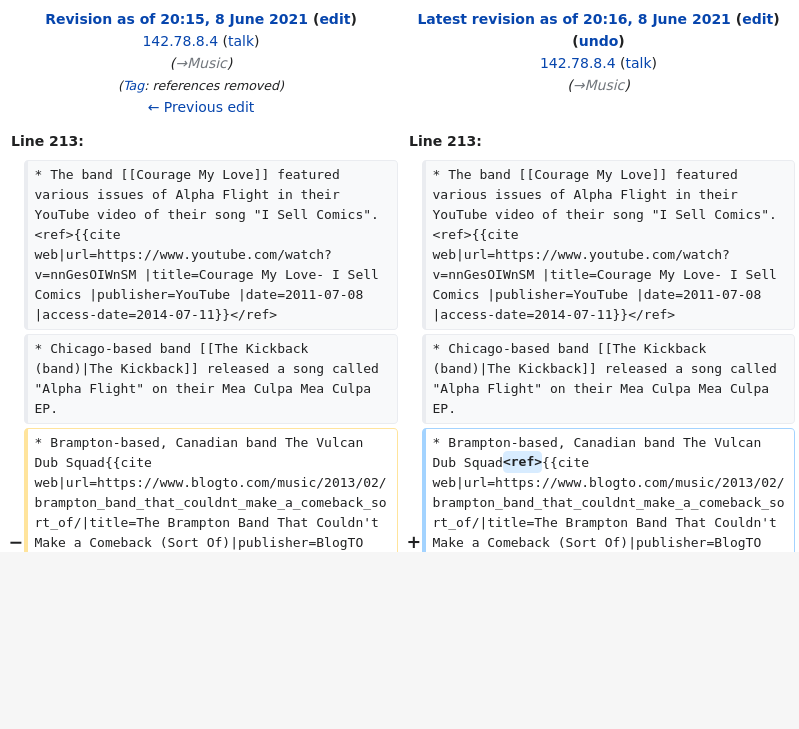 Revision as of 20:15, 8 June 2021 (edit)
142.78.8.4 (talk)
(→Music)
(Tag: references removed)
← Previous edit
Latest revision as of 20:16, 8 June 2021 (edit)
(undo)
142.78.8.4 (talk)
(→Music)
Line 213:
Line 213:
* The band [[Courage My Love]] featured
various issues of Alpha Flight in their
YouTube video of their song "I Sell Comics".
<ref>{{cite
web|url=https://www.youtube.com/watch?
v=nnGesOIWnSM |title=Courage My Love- I Sell
Comics |publisher=YouTube |date=2011-07-08
|access-date=2014-07-11}}</ref>
* The band [[Courage My Love]] featured
various issues of Alpha Flight in their
YouTube video of their song "I Sell Comics".
<ref>{{cite
web|url=https://www.youtube.com/watch?
v=nnGesOIWnSM |title=Courage My Love- I Sell
Comics |publisher=YouTube |date=2011-07-08
|access-date=2014-07-11}}</ref>
* Chicago-based band [[The Kickback
(band)|The Kickback]] released a song called
"Alpha Flight" on their Mea Culpa Mea Culpa
EP.
* Chicago-based band [[The Kickback
(band)|The Kickback]] released a song called
"Alpha Flight" on their Mea Culpa Mea Culpa
EP.
* Brampton-based, Canadian band The Vulcan
Dub Squad{{cite
web|url=https://www.blogto.com/music/2013/02/
brampton_band_that_couldnt_make_a_comeback_so
rt_of/|title=The Brampton Band That Couldn't
− Make a Comeback (Sort Of)|publisher=BlogTO
* Brampton-based, Canadian band The Vulcan
Dub Squad<ref>{{cite
web|url=https://www.blogto.com/music/2013/02/
brampton_band_that_couldnt_make_a_comeback_so
rt_of/|title=The Brampton Band That Couldn't
+ Make a Comeback (Sort Of)|publisher=BlogTO